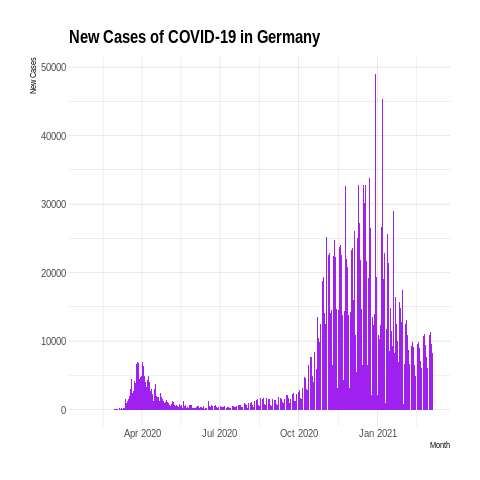 New Cases of COVID-19 in Germany
New Cases
50000
40000
30000
20000
10000
0
Apr 2020 Jul 2020 Oct 2020 Jan 2021
Month